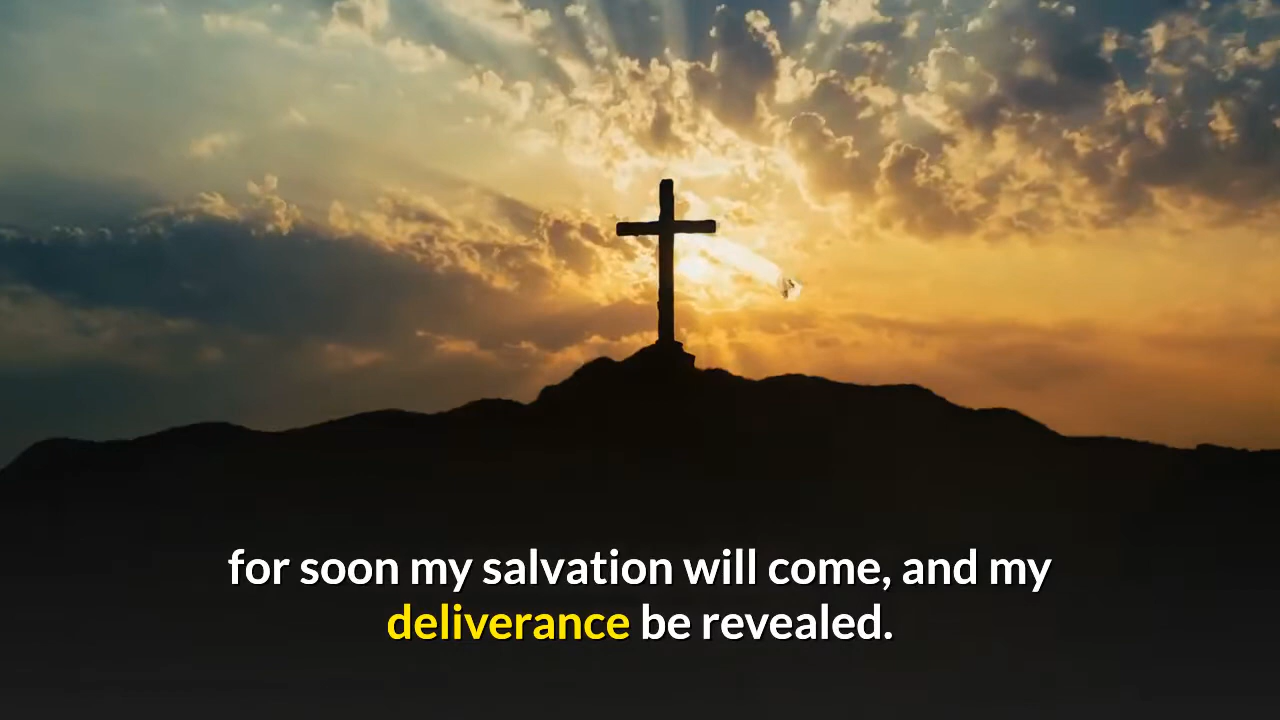 for soon my salvation will come, and my
deliverance be revealed.